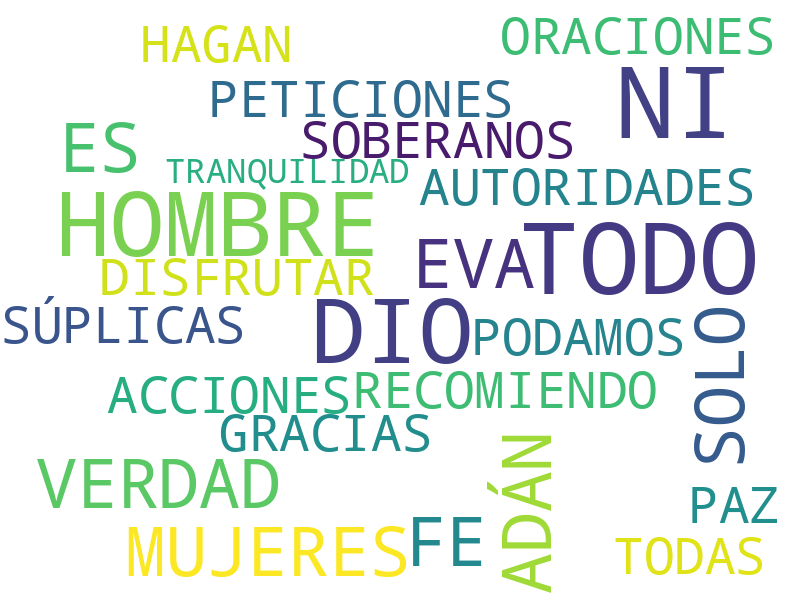 HAGAN
ORACIONES
PETICIONES
NI
SOBERANOS
ES
TRANQUILIDAD
AUTORIDADES
HOMBRE
TODO
EVA
DISFRUTAR
DIO
SÚPLICAS
PODAMOS
SOLO
ACCIONES
RECOMIENDO
GRACIAS
ADÁN
VERDAD
PAZ
MUJERES
FE
TODAS